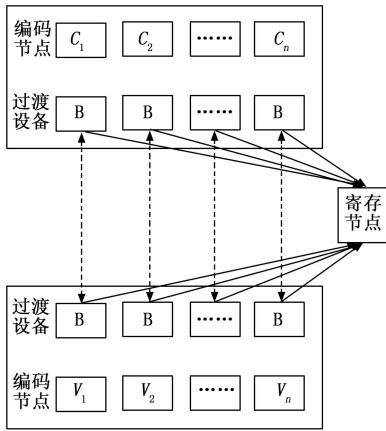 编码
节点
C₁ C₂ …… Cₙ
过渡
设备
B B …… B
寄存
节点
过渡
设备
B B …… B
编码
节点
V₁ V₂ …… Vₙ